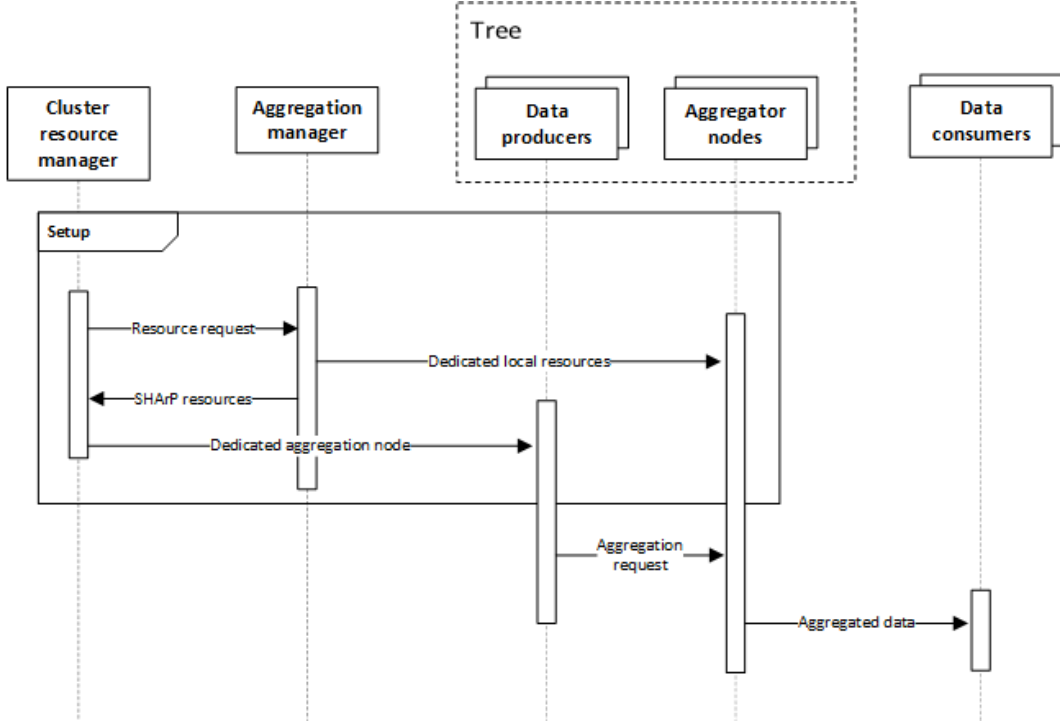 Tree
Cluster
resource
manager
Aggregation
manager
Data
producers
Aggregator
nodes
Data
consumers
Setup
Resource request
Dedicated local resources
SHArP resources
Dedicated aggregation node
Aggregation
request
Aggregated data